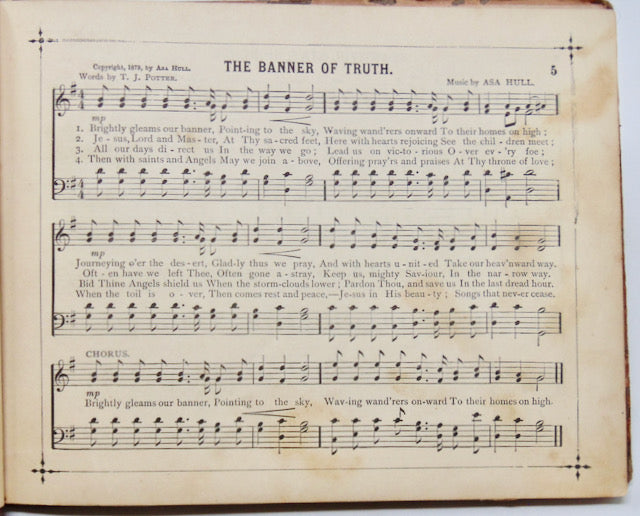 Copyright, 1879, by ASA HULL.
THE BANNER OF TRUTH.
5
Words by T. J. POTTER.
Music by ASA HULL.
mp
1. Brightly gleams our banner, Point-ing to the sky, Waving wand'rers onward To their homes on high;
2. Je - sus, Lord and Mas - ter, At Thy sa - cred feet, Here with hearts rejoicing See the chil - dren meet;
3. All our days di - rect us In the way we go; Lead us on vic-to - rious O - ver ev - 'ry foe;
4. Then with saints and Angels May we join a - bove, Offering pray'rs and praises At Thy throne of love;
mp
Journeying o'er the des - ert, Glad-ly thus we pray, And with hearts u - nit - ed Take our heav'nward way.
Oft - en have we left Thee, Often gone a - stray, Keep us, mighty Sav-iour, In the nar - row way.
Bid Thine Angels shield us When the storm-clouds lower; Pardon Thou, and save us In the last dread hour.
When the toil is o - ver, Then comes rest and peace,—Je-sus in His beau-ty; Songs that nev-er cease.
CHORUS.
mp
Brightly gleams our banner, Pointing to the sky, Wav-ing wand'rers on-ward To their homes on high.